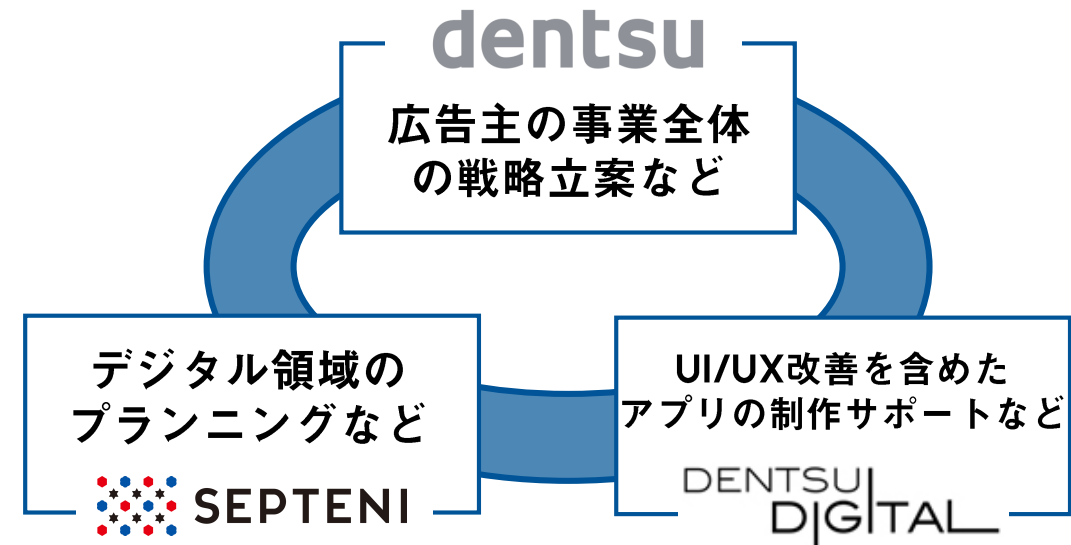 dentsu
広告主の事業全体
の戦略立案など
デジタル領域の
プランニングなど
SEPTENI
UI/UX改善を含めた
アプリの制作サポートなど
DENTSU
DIGITAL